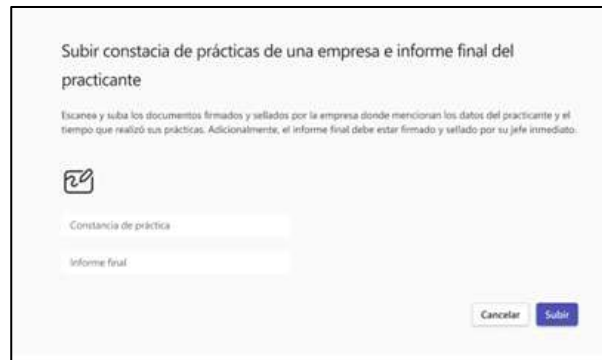 Subir constacia de prácticas de una empresa e informe final del
practicante
Escanea y suba los documentos firmados y sellados por la empresa donde mencionan los datos del practicante y el
tiempo que realizó sus prácticas. Adicionalmente, el informe final debe estar firmado y sellado por su jefe inmediato.
Constancia de práctica
Informe final
Cancelar Subir